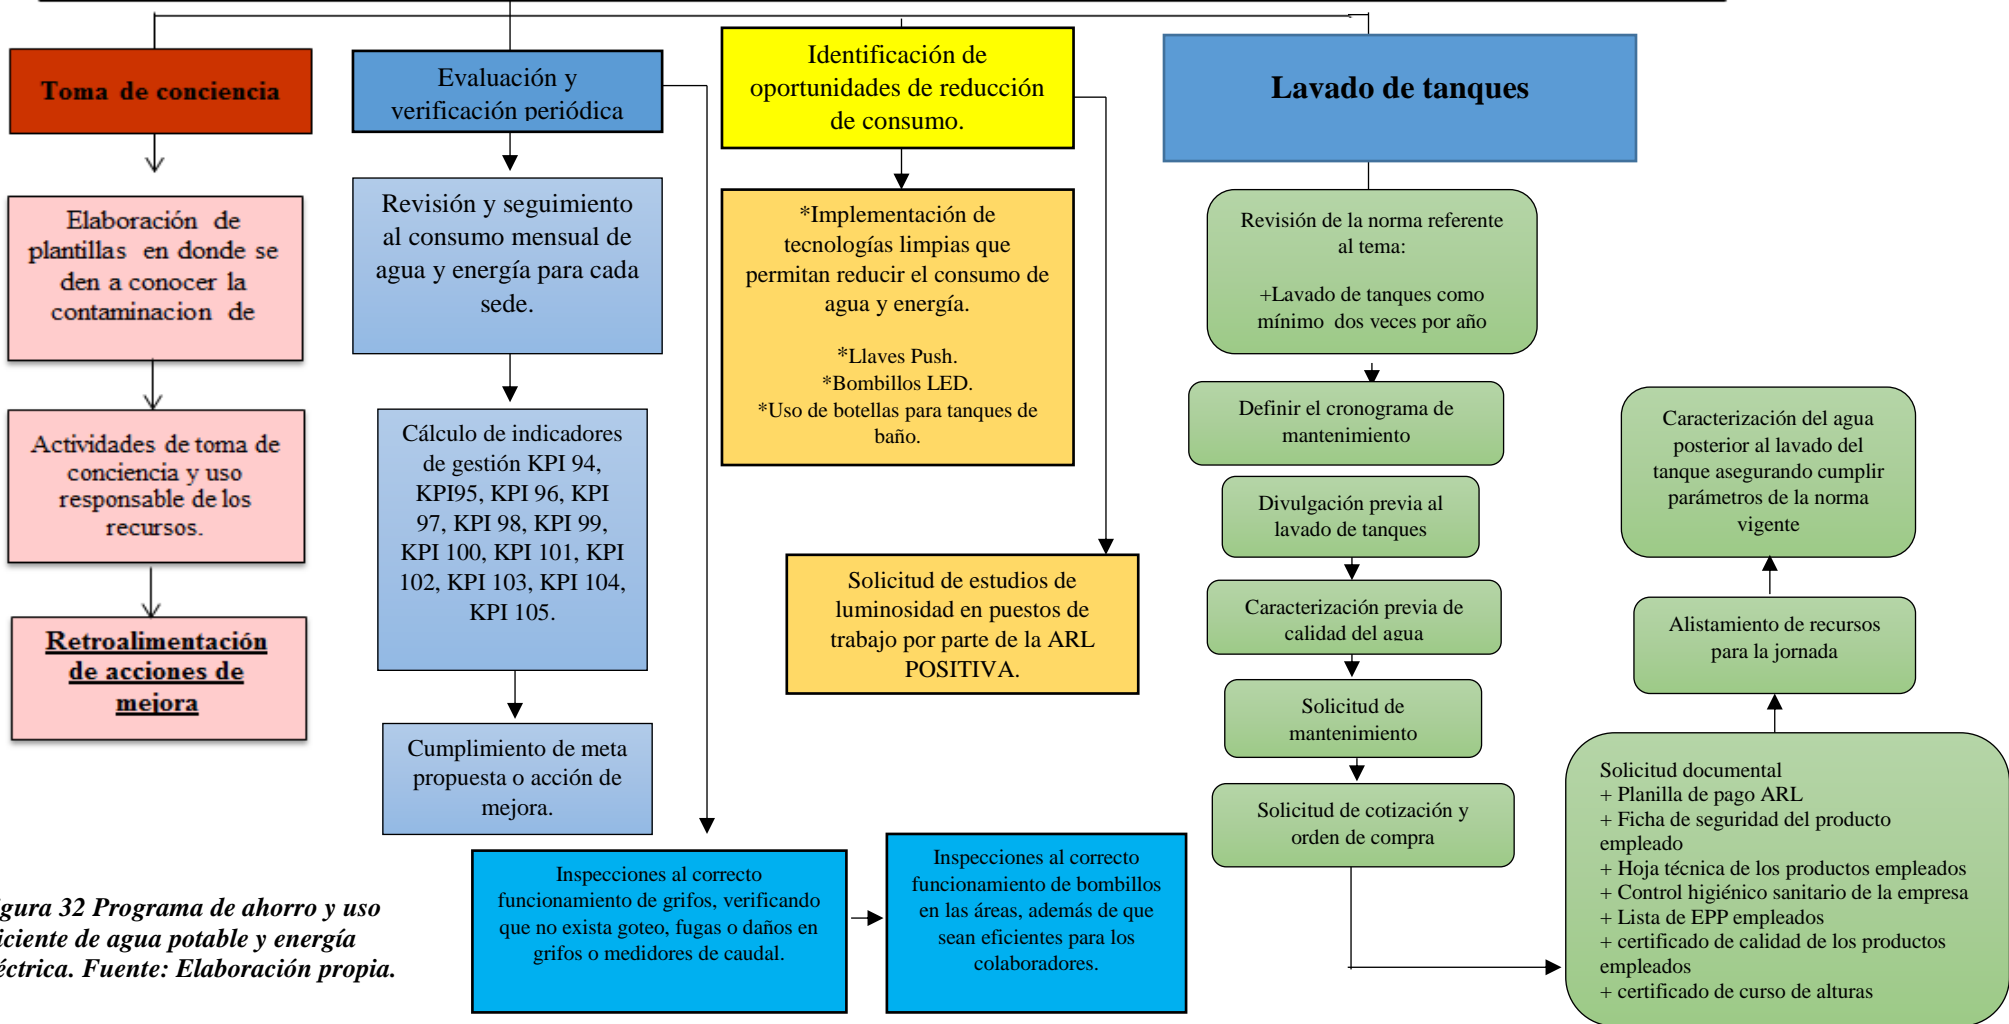 Toma de conciencia
Elaboración de
plantillas en donde se
den a conocer la
contaminacion de
Actividades de toma de
conciencia y uso
responsable de los
recursos.
Retroalimentación
de acciones de
mejora
Evaluación y
verificación periódica
Revisión y seguimiento
al consumo mensual de
agua y energía para cada
sede.
Cálculo de indicadores
de gestión KPI 94,
KPI95, KPI 96, KPI
97, KPI 98, KPI 99,
KPI 100, KPI 101, KPI
102, KPI 103, KPI 104,
KPI 105.
Cumplimiento de meta
propuesta o acción de
mejora.
Inspecciones al correcto
funcionamiento de grifos, verificando
que no exista goteo, fugas o daños en
grifos o medidores de caudal.
Inspecciones al correcto
funcionamiento de bombillos
en las áreas, además de que
sean eficientes para los
colaboradores.
Identificación de
oportunidades de reducción
de consumo.
*Implementación de
tecnologías limpias que
permitan reducir el consumo de
agua y energía.
*Llaves Push.
*Bombillos LED.
*Uso de botellas para tanques de
baño.
Solicitud de estudios de
luminosidad en puestos de
trabajo por parte de la ARL
POSITIVA.
Lavado de tanques
Revisión de la norma referente
al tema:
+Lavado de tanques como
mínimo dos veces por año
Definir el cronograma de
mantenimiento
Divulgación previa al
lavado de tanques
Caracterización previa de
calidad del agua
Solicitud de
mantenimiento
Solicitud de cotización y
orden de compra
Solicitud documental
+ Planilla de pago ARL
+ Ficha de seguridad del producto
empleado
+ Hoja técnica de los productos empleados
+ Control higiénico sanitario de la empresa
+ Lista de EPP empleados
+ certificado de calidad de los productos
empleados
+ certificado de curso de alturas
Alistamiento de recursos
para la jornada
Caracterización del agua
posterior al lavado del
tanque asegurando cumplir
parámetros de la norma
vigente
gura 32 Programa de ahorro y uso
iciente de agua potable y energía
éctrica. Fuente: Elaboración propia.